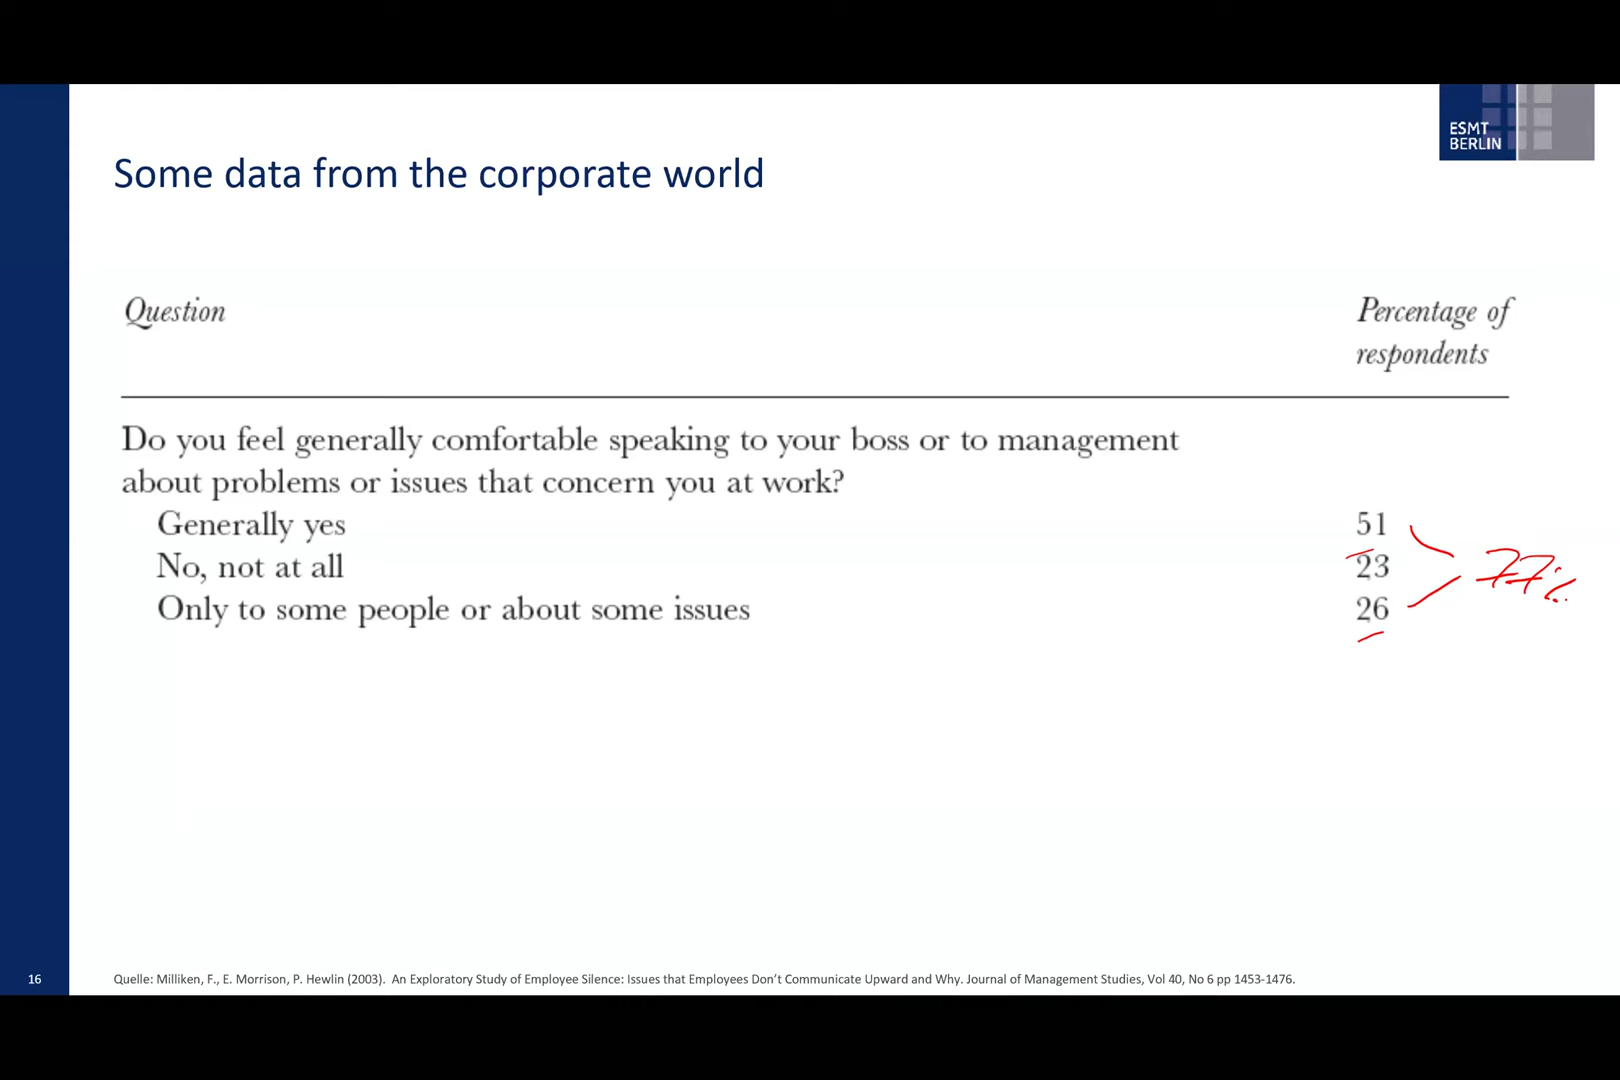 ESMT
BERLIN
Some data from the corporate world
Question
Percentage of
respondents
Do you feel generally comfortable speaking to your boss or to management
about problems or issues that concern you at work?
Generally yes 51
No, not at all 23
Only to some people or about some issues 26
77%
16
Quelle: Milliken, F., E. Morrison, P. Hewlin (2003). An Exploratory Study of Employee Silence: Issues that Employees Don't Communicate Upward and Why. Journal of Management Studies, Vol 40, No 6 pp 1453-1476.